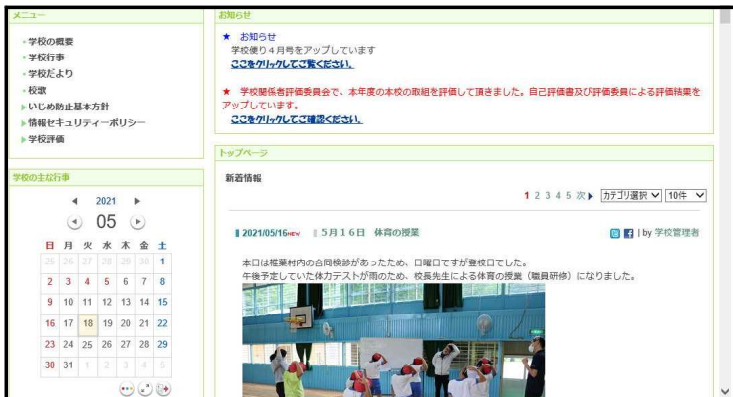 メニュー
・学校の概要
・学校行事
・学校だより
・校歌
▶いじめ防止基本方針
▶情報セキュリティーポリシー
▶学校評価
学校の主な行事
◀ 2021 ▶
◀ 05 ▶
日 月 火 水 木 金 土
25 26 27 28 29 30 1
2 3 4 5 6 7 8
9 10 11 12 13 14 15
16 17 18 19 20 21 22
23 24 25 26 27 28 29
30 31 1 2 3 4 5
お知らせ
★ お知らせ
学校便り４月号をアップしています
ここをクリックしてご覧ください。
★ 学校関係者評価委員会で、本年度の本校の取組を評価して頂きました。自己評価書及び評価委員による評価結果を
アップしています。
ここをクリックしてご確認ください。
トップページ
新着情報
1 2 3 4 5 次▶ カテゴリ選択 10件
2021/05/16 NEW 5月１６日 体育の授業 | by 学校管理者
本日は椎葉村内の合同検診があったため、日曜日ですが登校日でした。
午後予定していた体力テストが雨のため、校長先生による体育の授業（職員研修）になりました。